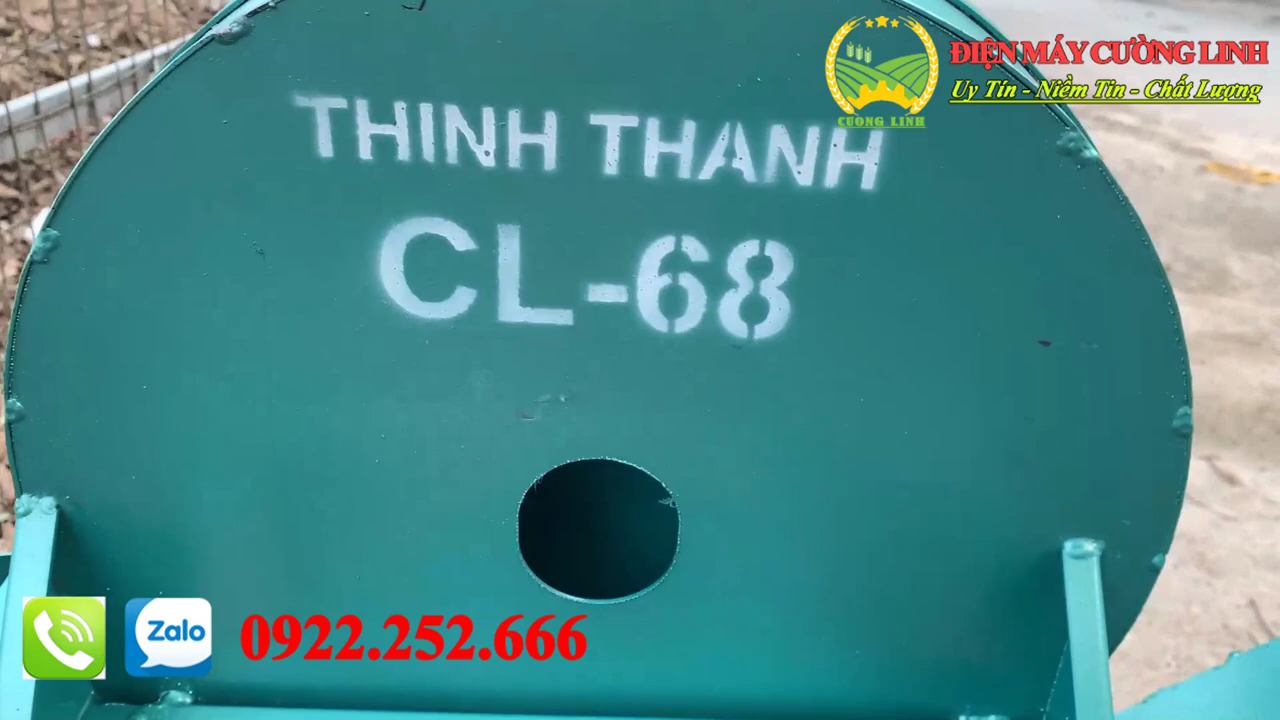 ĐIỆN MÁY CƯỜNG LINH
Uy Tín - Niềm Tin - Chất Lượng
CUONG LINH
THINH THANH
CL-68
Zalo
0922.252.666